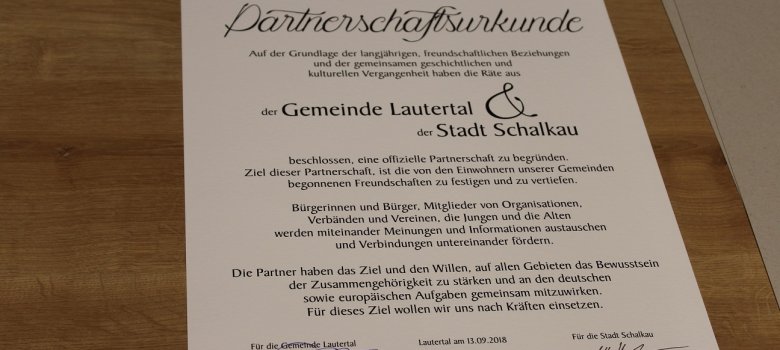 Partnerschaftsurkunde
Auf der Grundlage der langjährigen, freundschaftlichen Beziehungen
und der gemeinsamen geschichtlichen und
kulturellen Vergangenheit haben die Räte aus
der Gemeinde Lautertal &
der Stadt Schalkau
beschlossen, eine offizielle Partnerschaft zu begründen.
Ziel dieser Partnerschaft, ist die von den Einwohnern unserer Gemeinden
begonnenen Freundschaften zu festigen und zu vertiefen.
Bürgerinnen und Bürger, Mitglieder von Organisationen,
Verbänden und Vereinen, die Jungen und die Alten
werden miteinander Meinungen und Informationen austauschen
und Verbindungen untereinander fördern.
Die Partner haben das Ziel und den Willen, auf allen Gebieten das Bewusstsein
der Zusammengehörigkeit zu stärken und an den deutschen
sowie europäischen Aufgaben gemeinsam mitzuwirken.
Für dieses Ziel wollen wir uns nach Kräften einsetzen.
Für die Gemeinde Lautertal Lautertal am 13.09.2018 Für die Stadt Schalkau